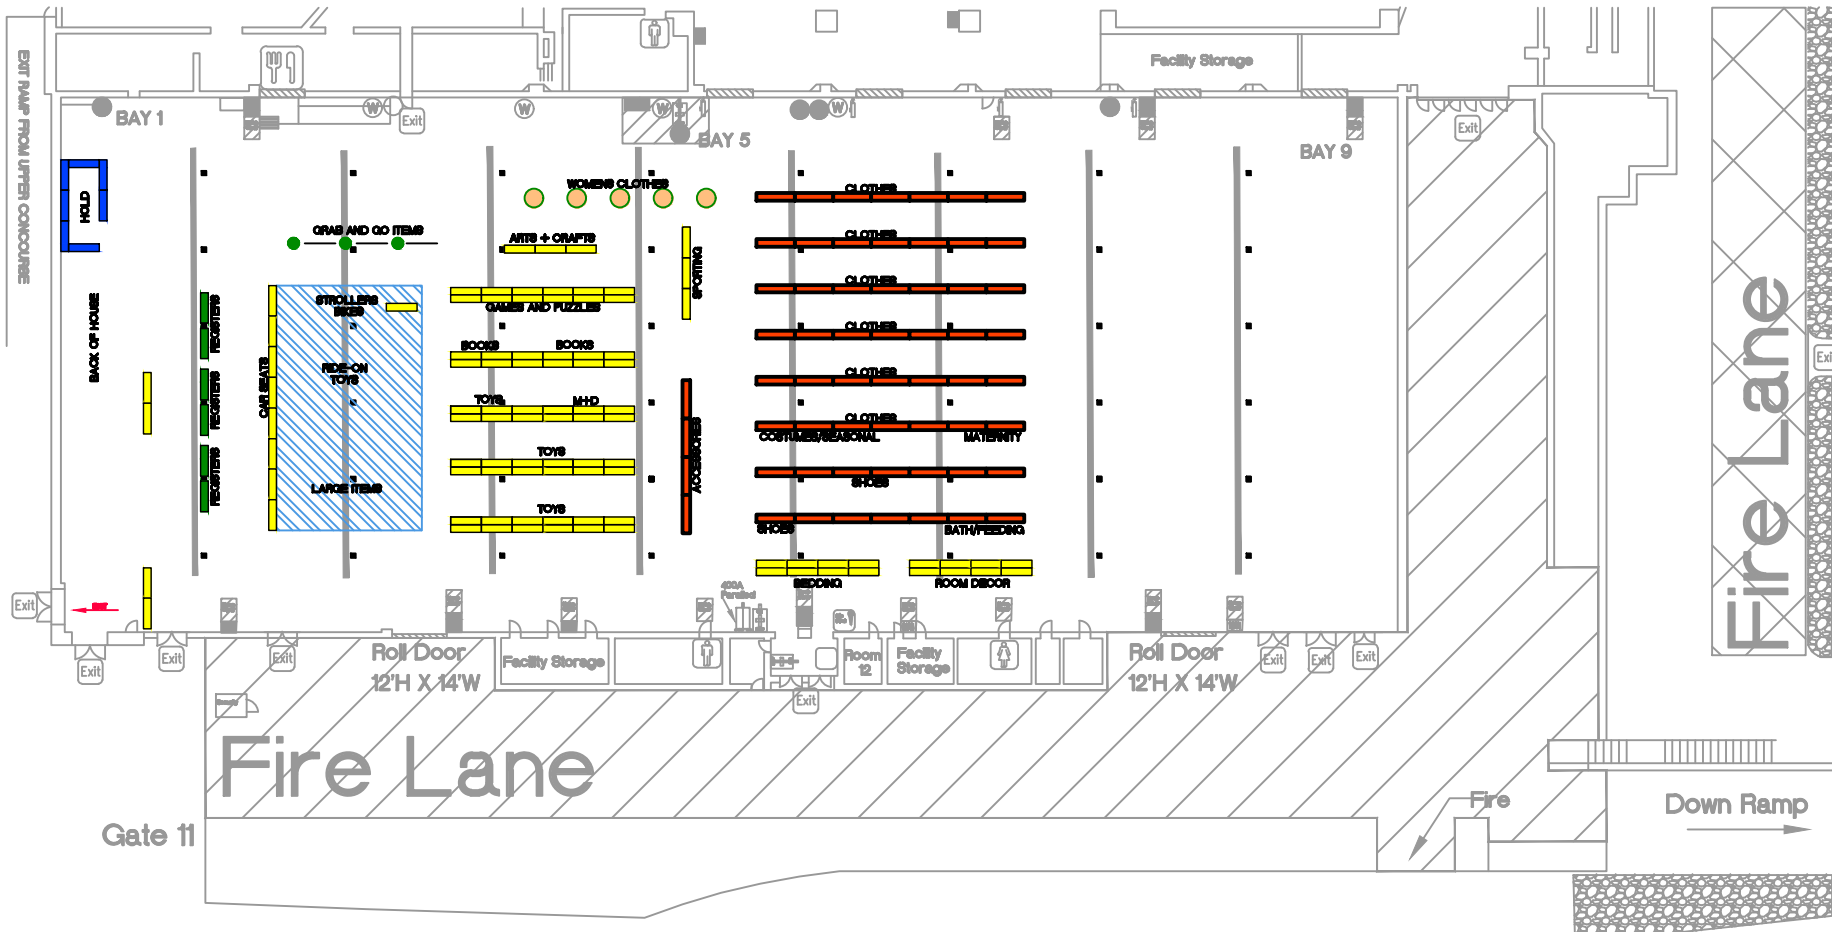 EXIT RAMP FROM UPPER CONCOURSE
Facility Storage
BAY 1
W
Exit
W
W
W
BAY 5
BAY 9
Exit
HOLD
WOMENS CLOTHES
CLOTHES
GRAB AND GO ITEMS
ARTS + CRAFTS
CLOTHES
SPORTING
CLOTHES
BACK OF HOUSE
REGISTERS
STROLLERS
BIKES
GAMES AND PUZZLES
CLOTHES
BOOKS
BOOKS
CAR SEATS
RIDE-ON
TOYS
CLOTHES
REGISTERS
TOYS
M+D
CLOTHES
COSTUMES/SEASONAL
MATERNITY
ACCESSORIES
REGISTERS
LARGE ITEMS
TOYS
SHOES
TOYS
SHOES
BATH/FEEDING
BEDDING
ROOM DECOR
400A
Parallel
Exit
Exit
Exit
Exit
Roll Door
12'H X 14'W
Facility Storage
Room
12
Facility
Storage
Exit
Roll Door
12'H X 14'W
Exit
Exit
Exit
Fire Lane
Gate 11
Fire Lane
Exi
Fire
Down Ramp